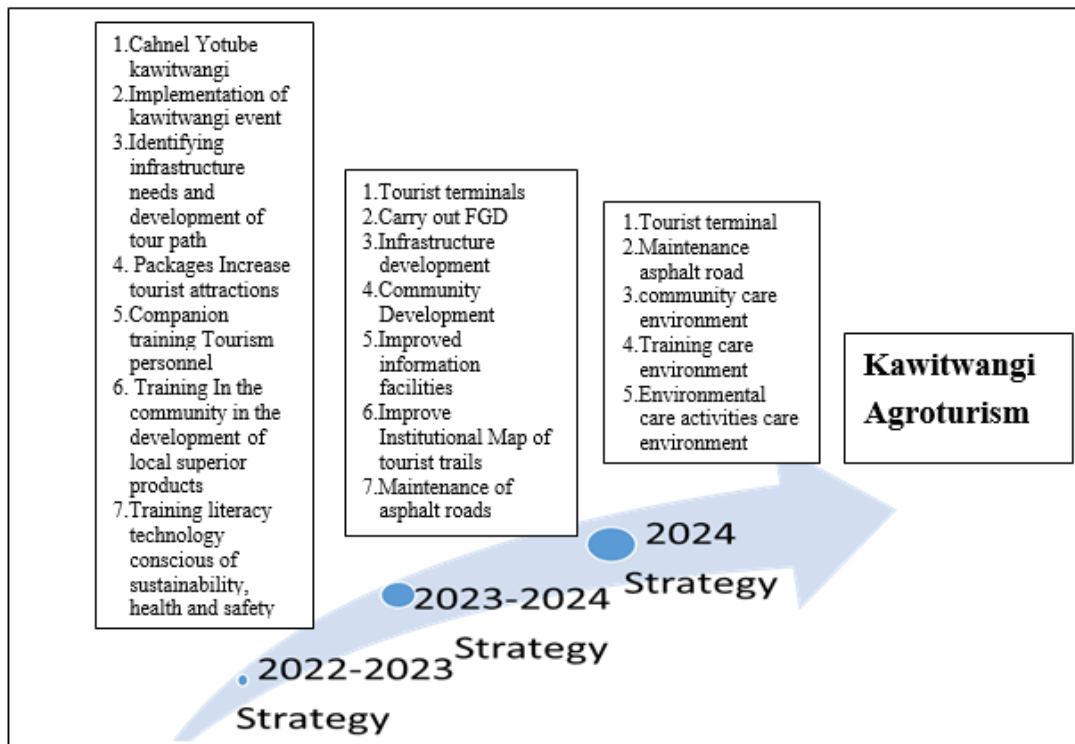 1.Cahnel Yotube
kawitwangi
2.Implementation of
kawitwangi event
3.Identifying
infrastructure
needs and
development of
tour path
4. Packages Increase
tourist attractions
5.Companion
training Tourism
personnel
6. Training In the
community in the
development of
local superior
products
7.Training literacy
technology
conscious of
sustainability,
health and safety
1.Tourist terminals
2.Carry out FGD
3.Infrastructure
development
4.Community
Development
5.Improved
information
facilities
6.Improve
Institutional Map of
tourist trails
7.Maintenance of
asphalt roads
1.Tourist terminal
2.Maintenance
asphalt road
3.community care
environment
4.Training care
environment
5.Environmental
care activities care
environment
Kawitwangi
Agroturism
2022-2023
Strategy
2023-2024
Strategy
2024
Strategy